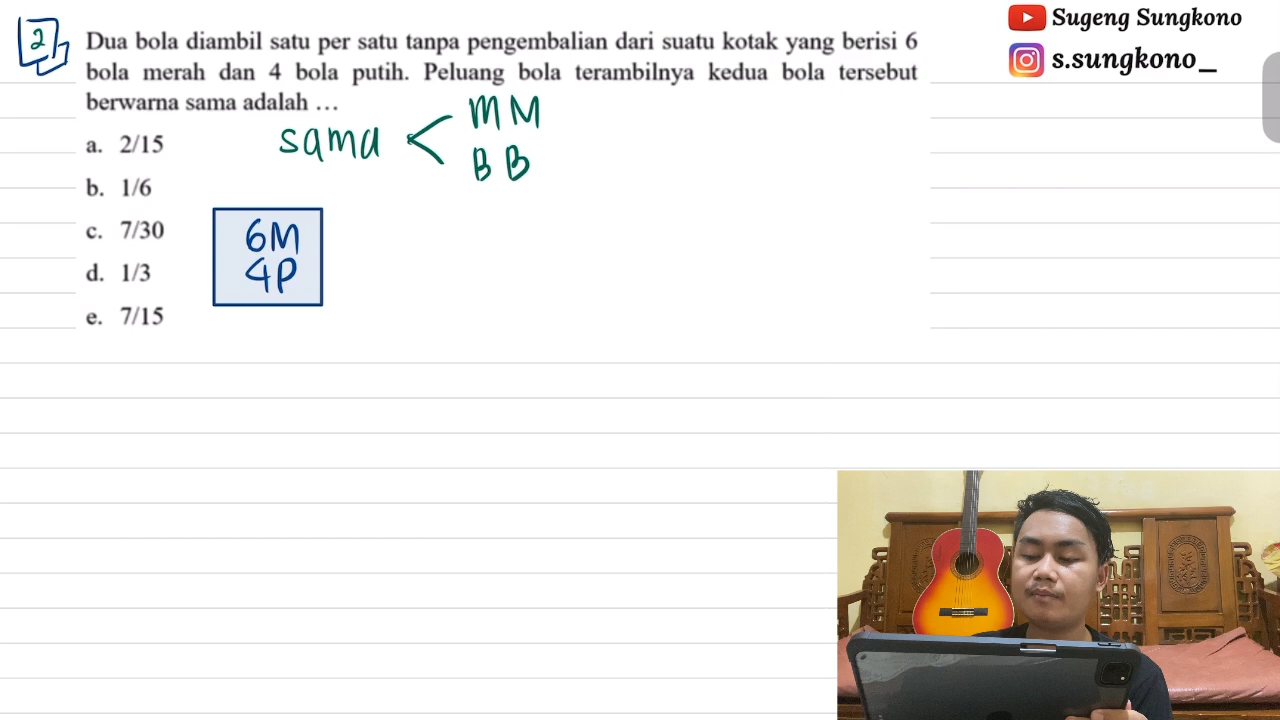 2
Dua bola diambil satu per satu tanpa pengembalian dari suatu kotak yang berisi 6
bola merah dan 4 bola putih. Peluang bola terambilnya kedua bola tersebut
berwarna sama adalah …
a. 2/15
b. 1/6
c. 7/30
d. 1/3
e. 7/15
sama < MM
BB
6M
4P
Sugeng Sungkono
s.sungkono_